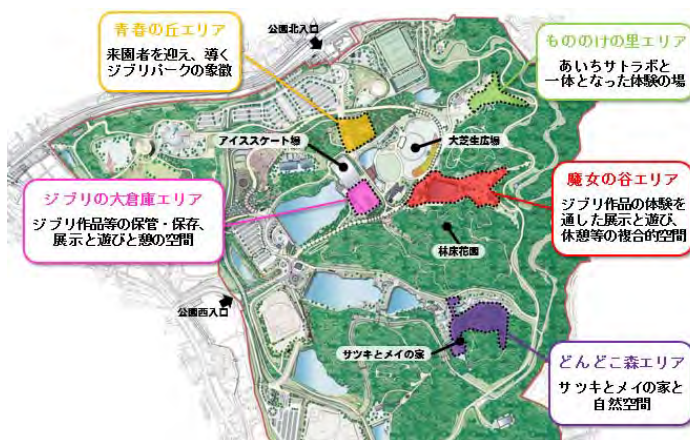 青春の丘エリア
来園者を迎え、導く
ジブリパークの象徴
公園北入口
もののけの里エリア
あいちサトラボと
一体となった体験の場
アイススケート場
大芝生広場
ジブリの大倉庫エリア
ジブリ作品等の保管・保存、
展示と遊びと憩の空間
魔女の谷エリア
ジブリ作品の体験を
通した展示と遊び、
休憩等の複合的空間
林床花園
公園西入口
サツキとメイの家
どんどこ森エリア
サツキとメイの家と
自然空間